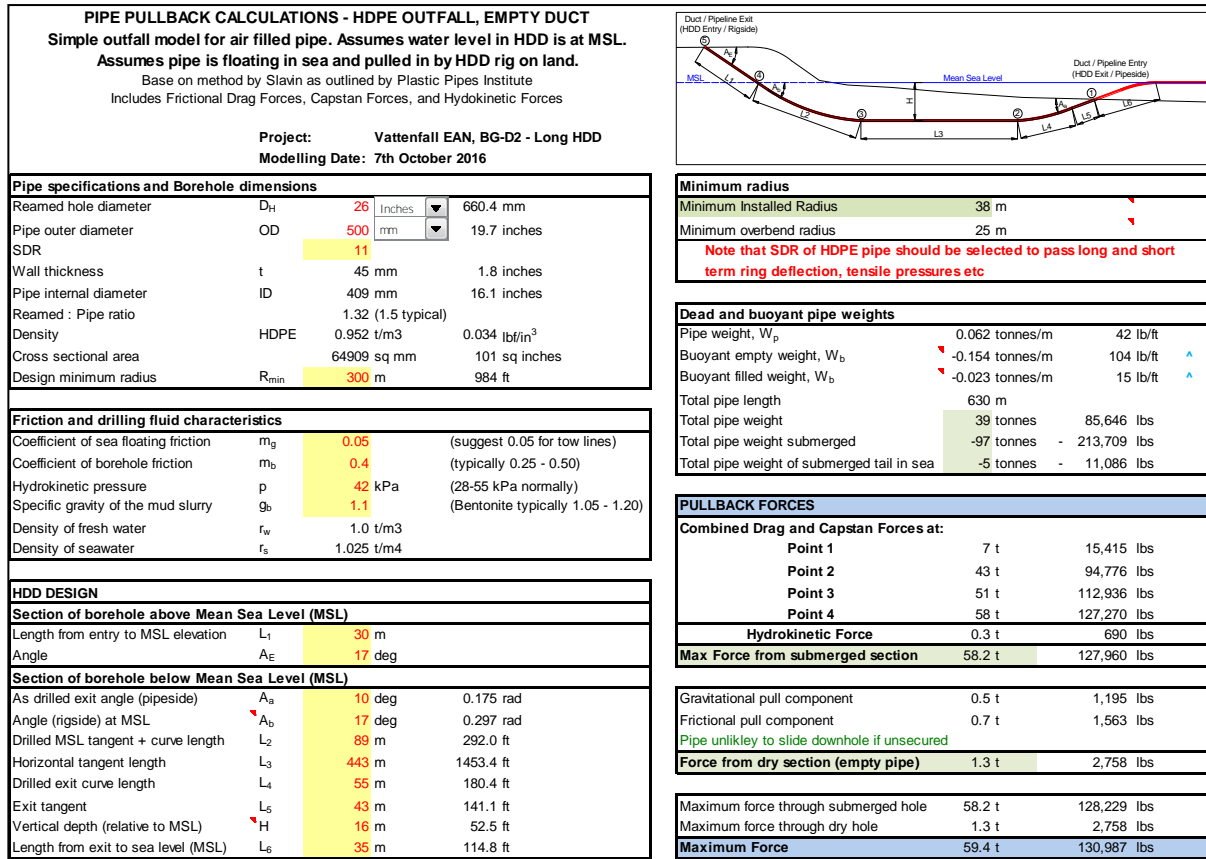 PIPE PULLBACK CALCULATIONS - HDPE OUTFALL, EMPTY DUCT
Simple outfall model for air filled pipe. Assumes water level in HDD is at MSL.
Assumes pipe is floating in sea and pulled in by HDD rig on land.
Base on method by Slavin as outlined by Plastic Pipes Institute
Includes Frictional Drag Forces, Capstan Forces, and Hydokinetic Forces
Project: Vattenfall EAN, BG-D2 - Long HDD
Modelling Date: 7th October 2016
Duct / Pipeline Exit
(HDD Entry / Rigside)
5
A_E
L1
MSL
4
A_b
L2
3
H
L3
Mean Sea Level
2
L4
A_a
L5
1
L6
Duct / Pipeline Entry
(HDD Exit / Pipeside)
Pipe specifications and Borehole dimensions
Reamed hole diameter D_H 26 Inches 660.4 mm
Pipe outer diameter OD 500 mm 19.7 inches
SDR 11
Wall thickness t 45 mm 1.8 inches
Pipe internal diameter ID 409 mm 16.1 inches
Reamed : Pipe ratio 1.32 (1.5 typical)
Density HDPE 0.952 t/m3 0.034 lbf/in³
Cross sectional area 64909 sq mm 101 sq inches
Design minimum radius R_min 300 m 984 ft
Friction and drilling fluid characteristics
Coefficient of sea floating friction m_g 0.05 (suggest 0.05 for tow lines)
Coefficient of borehole friction m_b 0.4 (typically 0.25 - 0.50)
Hydrokinetic pressure p 42 kPa (28-55 kPa normally)
Specific gravity of the mud slurry g_b 1.1 (Bentonite typically 1.05 - 1.20)
Density of fresh water r_w 1.0 t/m3
Density of seawater r_s 1.025 t/m4
HDD DESIGN
Section of borehole above Mean Sea Level (MSL)
Length from entry to MSL elevation L_1 30 m
Angle A_E 17 deg
Section of borehole below Mean Sea Level (MSL)
As drilled exit angle (pipeside) A_a 10 deg 0.175 rad
Angle (rigside) at MSL A_b 17 deg 0.297 rad
Drilled MSL tangent + curve length L_2 89 m 292.0 ft
Horizontal tangent length L_3 443 m 1453.4 ft
Drilled exit curve length L_4 55 m 180.4 ft
Exit tangent L_5 43 m 141.1 ft
Vertical depth (relative to MSL) H 16 m 52.5 ft
Length from exit to sea level (MSL) L_6 35 m 114.8 ft
Minimum radius
Minimum Installed Radius 38 m
Minimum overbend radius 25 m
Note that SDR of HDPE pipe should be selected to pass long and short
term ring deflection, tensile pressures etc
Dead and buoyant pipe weights
Pipe weight, W_p 0.062 tonnes/m 42 lb/ft
Buoyant empty weight, W_b -0.154 tonnes/m 104 lb/ft ^
Buoyant filled weight, W_b -0.023 tonnes/m 15 lb/ft ^
Total pipe length 630 m
Total pipe weight 39 tonnes 85,646 lbs
Total pipe weight submerged -97 tonnes - 213,709 lbs
Total pipe weight of submerged tail in sea -5 tonnes - 11,086 lbs
PULLBACK FORCES
Combined Drag and Capstan Forces at:
Point 1 7 t 15,415 lbs
Point 2 43 t 94,776 lbs
Point 3 51 t 112,936 lbs
Point 4 58 t 127,270 lbs
Hydrokinetic Force 0.3 t 690 lbs
Max Force from submerged section 58.2 t 127,960 lbs
Gravitational pull component 0.5 t 1,195 lbs
Frictional pull component 0.7 t 1,563 lbs
Pipe unlikley to slide downhole if unsecured
Force from dry section (empty pipe) 1.3 t 2,758 lbs
Maximum force through submerged hole 58.2 t 128,229 lbs
Maximum force through dry hole 1.3 t 2,758 lbs
Maximum Force 59.4 t 130,987 lbs